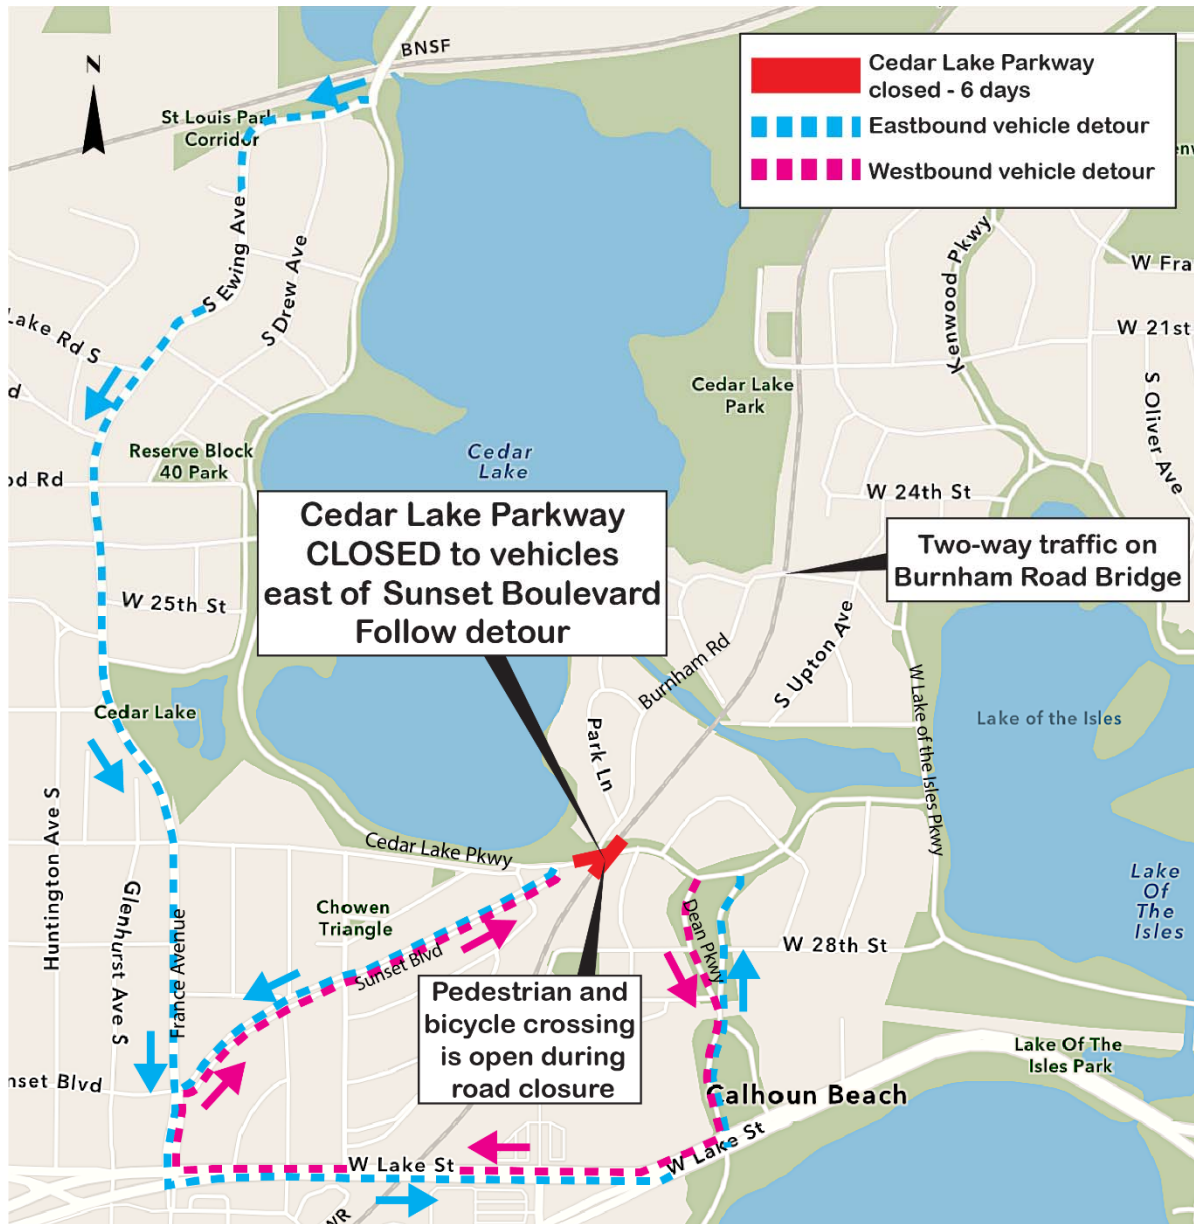 N
BNSF
St Louis Park
Corridor
Cedar Lake Parkway
closed - 6 days
Eastbound vehicle detour
Westbound vehicle detour
S Ewing Ave
S Drew Ave
Kenwood Pkwy
W Fra
W 21st
S Oliver Ave
Lake Rd S
Cedar Lake
Park
Cedar
Lake
Reserve Block
40 Park
od Rd
W 24th St
Cedar Lake Parkway
CLOSED to vehicles
east of Sunset Boulevard
Follow detour
Two-way traffic on
Burnham Road Bridge
W 25th St
Burnham Rd
S Upton Ave
W Lake of the Isles Pkwy
Lake of the Isles
Cedar Lake
Park Ln
Huntington Ave S
Glenhurst Ave S
France Avenue
Cedar Lake Pkwy
Chowen
Triangle
Sunset Blvd
Dean Pkwy
W 28th St
Lake
Of
The
Isles
Pedestrian and
bicycle crossing
is open during
road closure
Lake Of The
Isles Park
nset Blvd
Calhoun Beach
W Lake St
W Lake St
WR